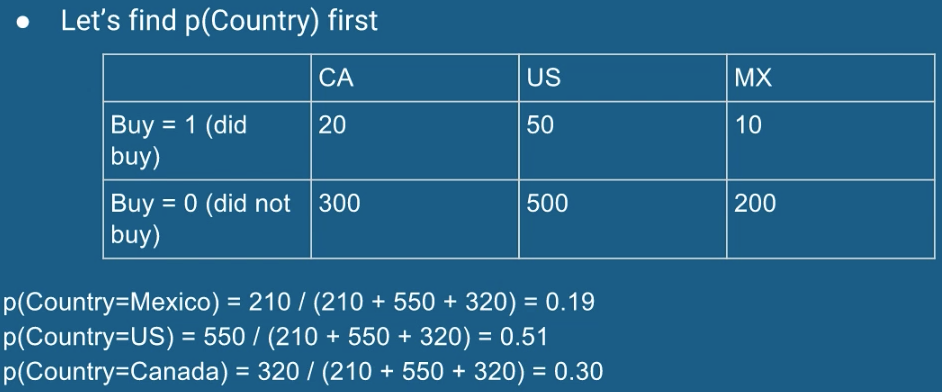 • Let's find p(Country) first
CA US MX
Buy = 1 (did buy) 20 50 10
Buy = 0 (did not buy) 300 500 200
p(Country=Mexico) = 210 / (210 + 550 + 320) = 0.19
p(Country=US) = 550 / (210 + 550 + 320) = 0.51
p(Country=Canada) = 320 / (210 + 550 + 320) = 0.30